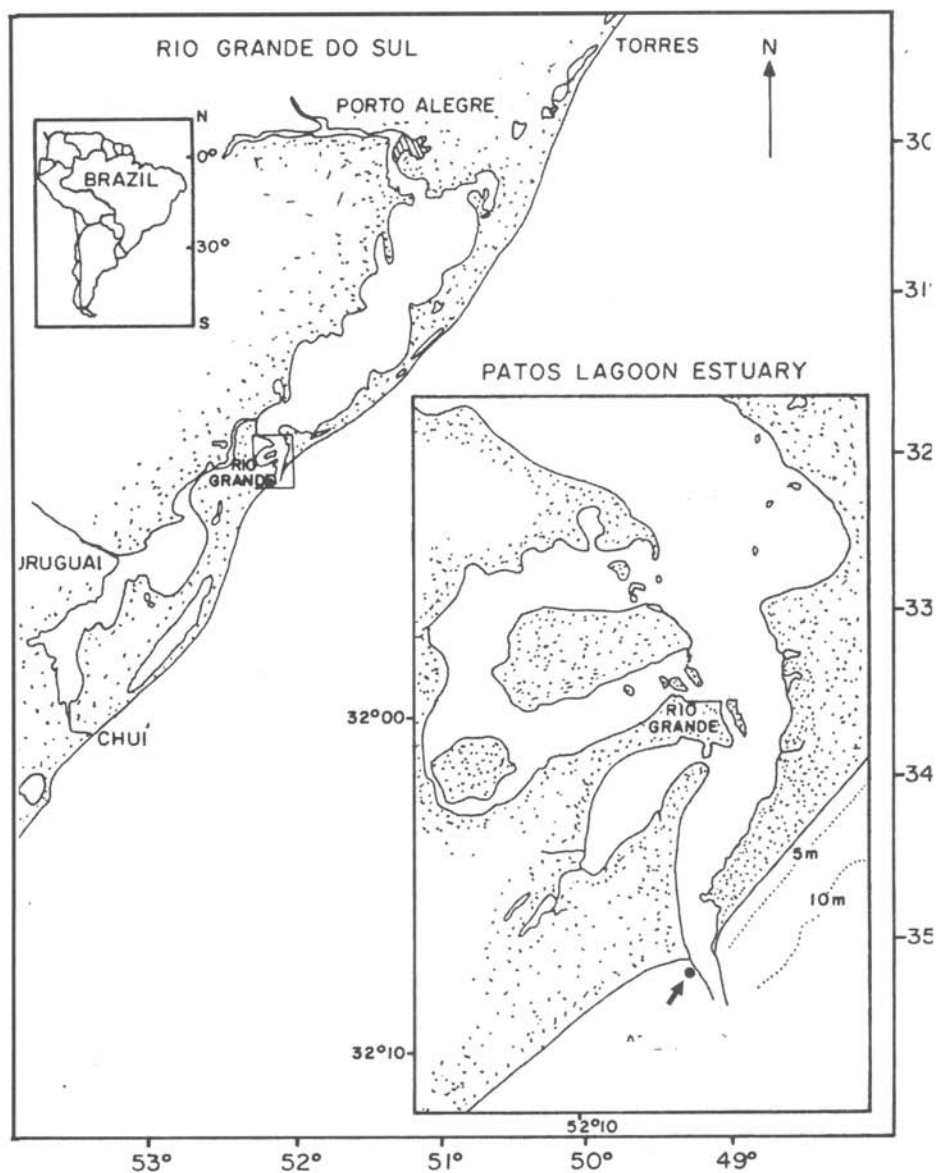 RIO GRANDE DO SUL
TORRES
N
PORTO ALEGRE
N
0°
BRAZIL
30°
S
30
31
PATOS LAGOON ESTUARY
32
RIO
GRANDE
URUGUAI
33
RIO
GRANDE
32°00
CHUÍ
34
5m
10m
35
32°10
52°10
53°
52°
51°
50°
49°